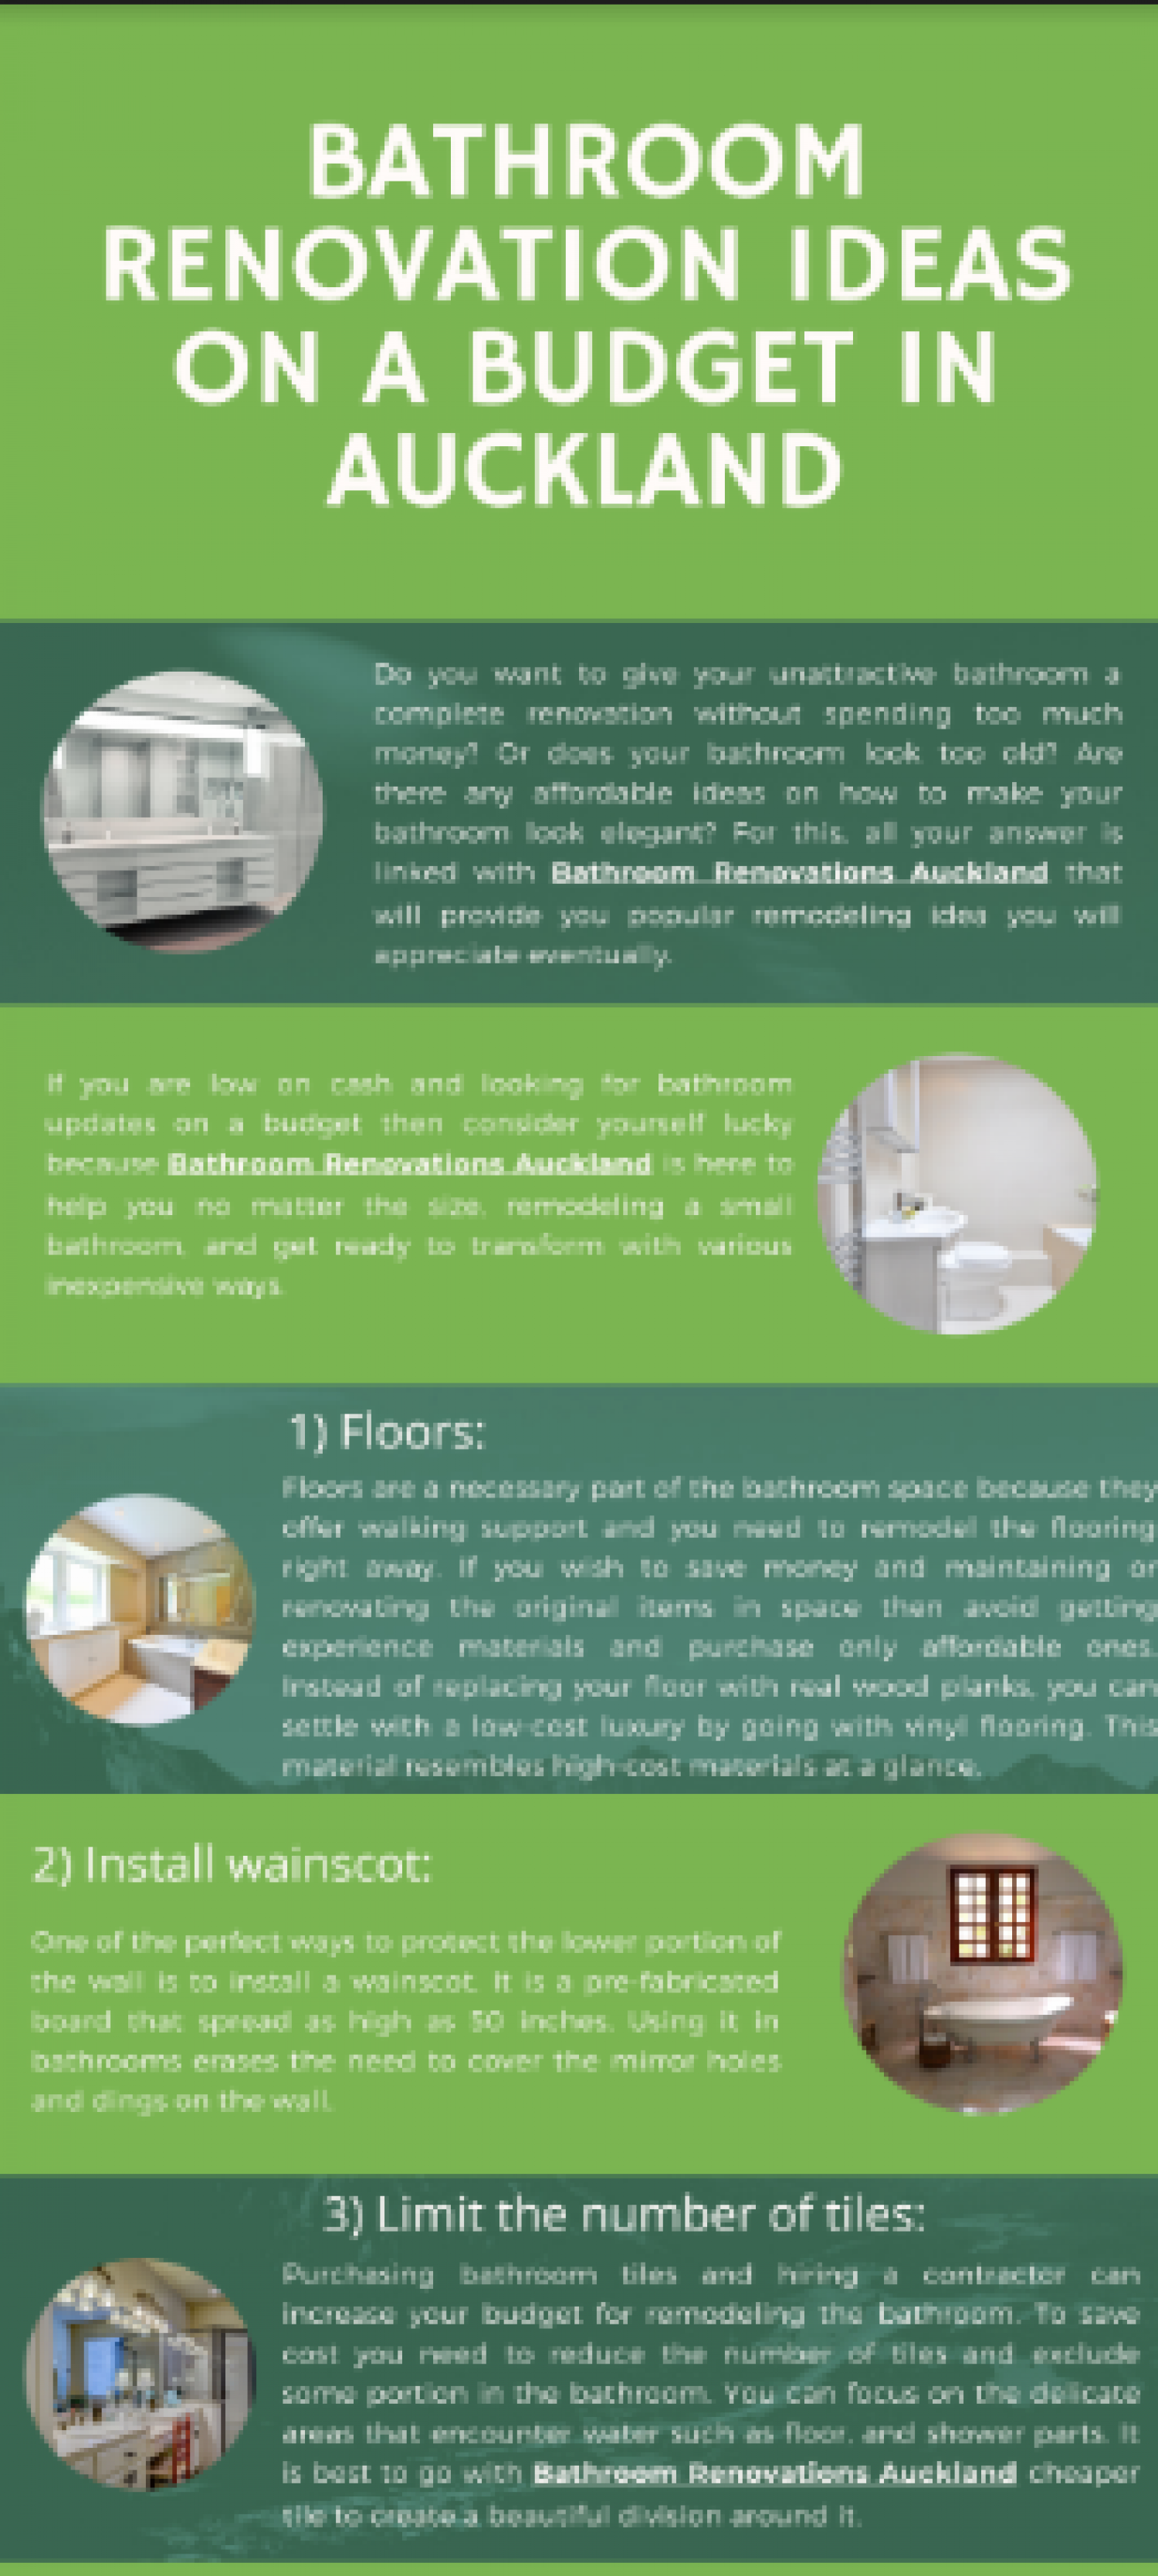 BATHROOM
RENOVATION IDEAS
ON A BUDGET IN
AUCKLAND
Do you want to give your unattractive bathroom a
complete renovation without spending too much
money? Or does your bathroom look too old? Are
there any affordable ideas on how to make your
bathroom look elegant? For this, all your answer is
linked with Bathroom Renovations Auckland that
will provide you popular remodeling idea you will
appreciate eventually.
If you are low on cash and looking for bathroom
updates on a budget then consider yourself lucky
because Bathroom Renovations Auckland is here to
help you no matter the size, remodeling a small
bathroom, and get ready to transform with various
inexpensive ways.
1) Floors:
Floors are a necessary part of the bathroom space because they
offer walking support and you need to remodel the flooring
right away. If you wish to save money and maintaining or
renovating the original items in space then avoid getting
experience materials and purchase only affordable ones.
Instead of replacing your floor with real wood planks, you can
settle with a low-cost luxury by going with vinyl flooring. This
material resembles high-cost materials at a glance.
2) Install wainscot:
One of the perfect ways to protect the lower portion of
the wall is to install a wainscot. It is a pre-fabricated
board that spread as high as 50 inches. Using it in
bathrooms erases the need to cover the mirror holes
and dings on the wall.
3) Limit the number of tiles:
Purchasing bathroom tiles and hiring a contractor can
increase your budget for remodeling the bathroom. To save
cost you need to reduce the number of tiles and exclude
some portion in the bathroom. You can focus on the delicate
areas that encounter water such as floor, and shower parts. It
is best to go with Bathroom Renovations Auckland cheaper
tile to create a beautiful division around it.